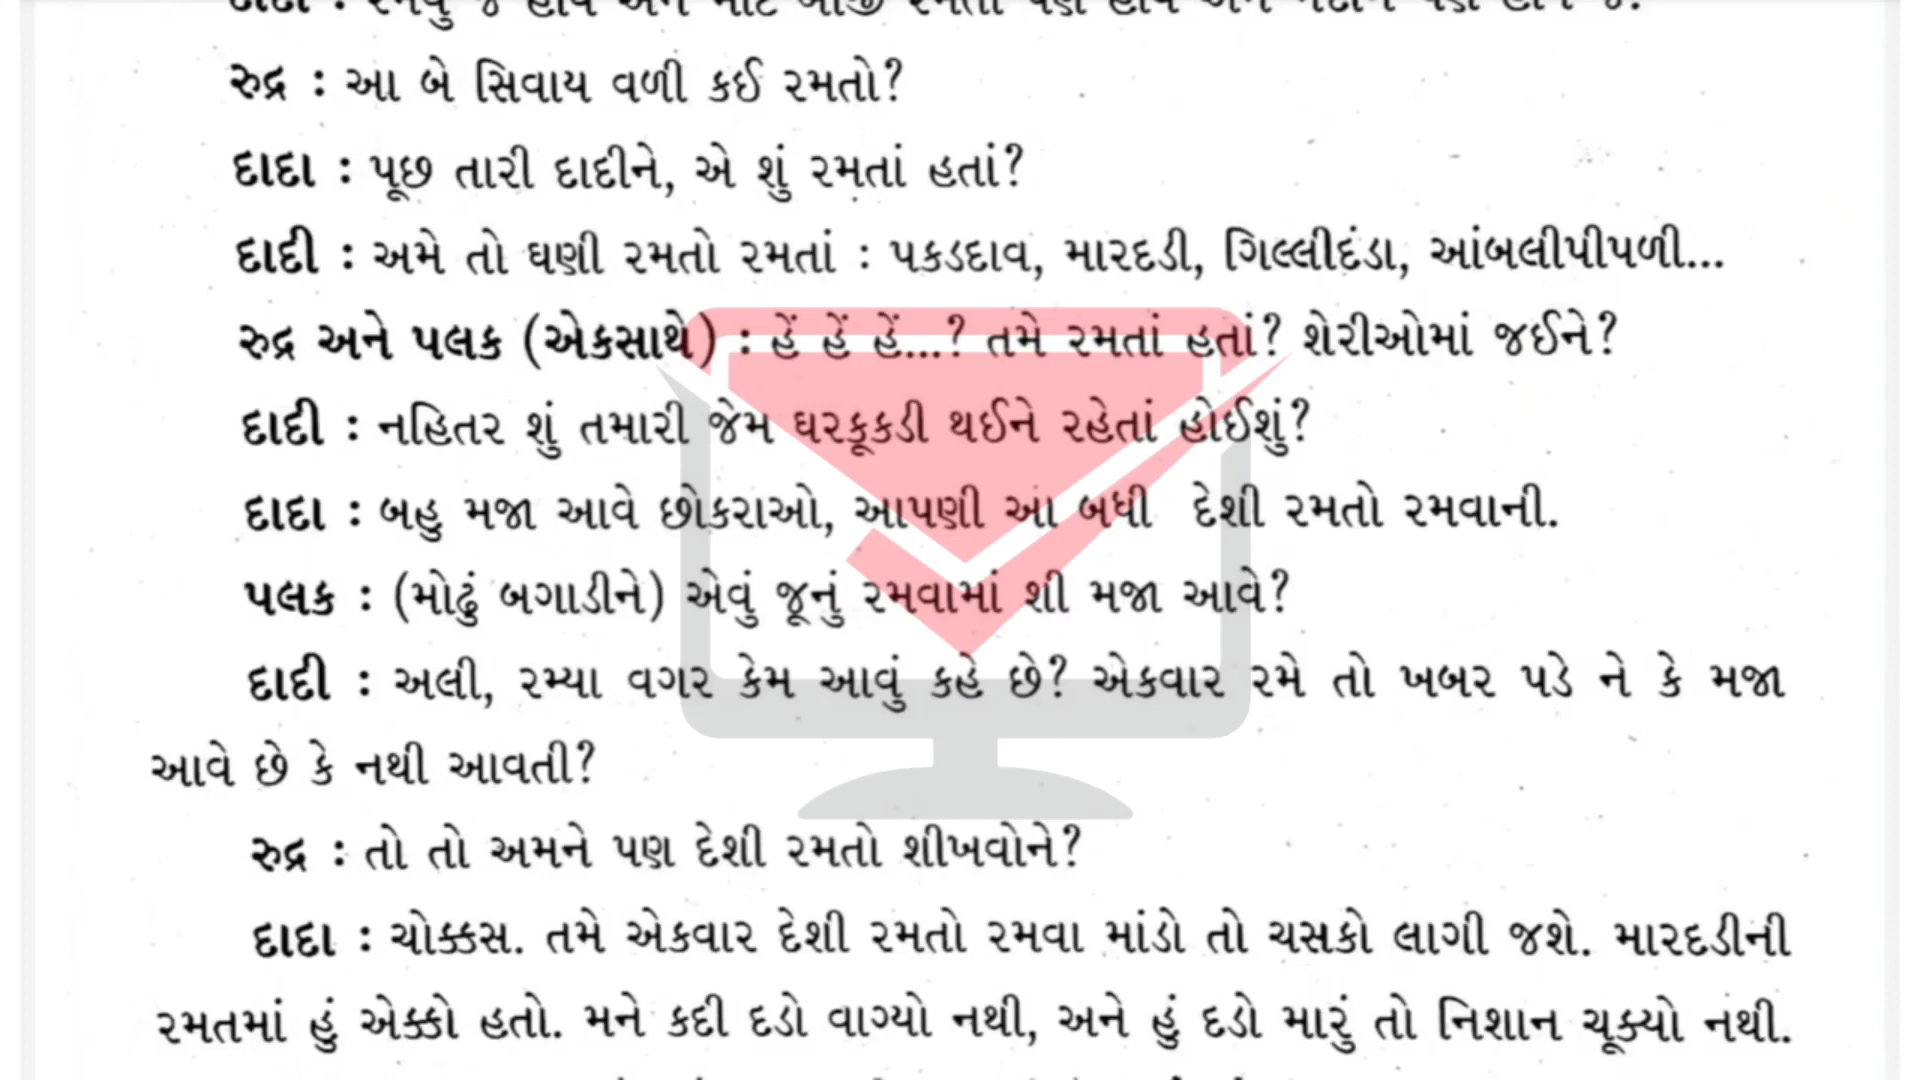 રુદ્ર : આ બે સિવાય વળી કઈ રમતો?
દાદા : પૂછ તારી દાદીને, એ શું રમતાં હતાં?
દાદી : અમે તો ઘણી રમતો રમતાં : પકડદાવ, મારદડી, ગિલ્લીદંડા, આંબલીપીપળી...
રુદ્ર અને પલક (એકસાથે) : હેં હેં હેં...? તમે રમતાં હતાં? શેરીઓમાં જઈને?
દાદી : નહિતર શું તમારી જેમ ઘરકૂકડી થઈને રહેતાં હોઈશું?
દાદા : બહુ મજા આવે છોકરાઓ, આપણી આ બધી દેશી રમતો રમવાની.
પલક : (મોઢું બગાડીને) એવું જૂનું રમવામાં શી મજા આવે?
દાદી : અલી, રમ્યા વગર કેમ આવું કહે છે? એકવાર રમે તો ખબર પડે ને કે મજા
આવે છે કે નથી આવતી?
રુદ્ર : તો તો અમને પણ દેશી રમતો શીખવોને?
દાદા : ચોક્કસ. તમે એકવાર દેશી રમતો રમવા માંડો તો ચસકો લાગી જશે. મારદડીની
રમતમાં હું એક્કો હતો. મને કદી દડો વાગ્યો નથી, અને હું દડો મારું તો નિશાન ચૂક્યો નથી.